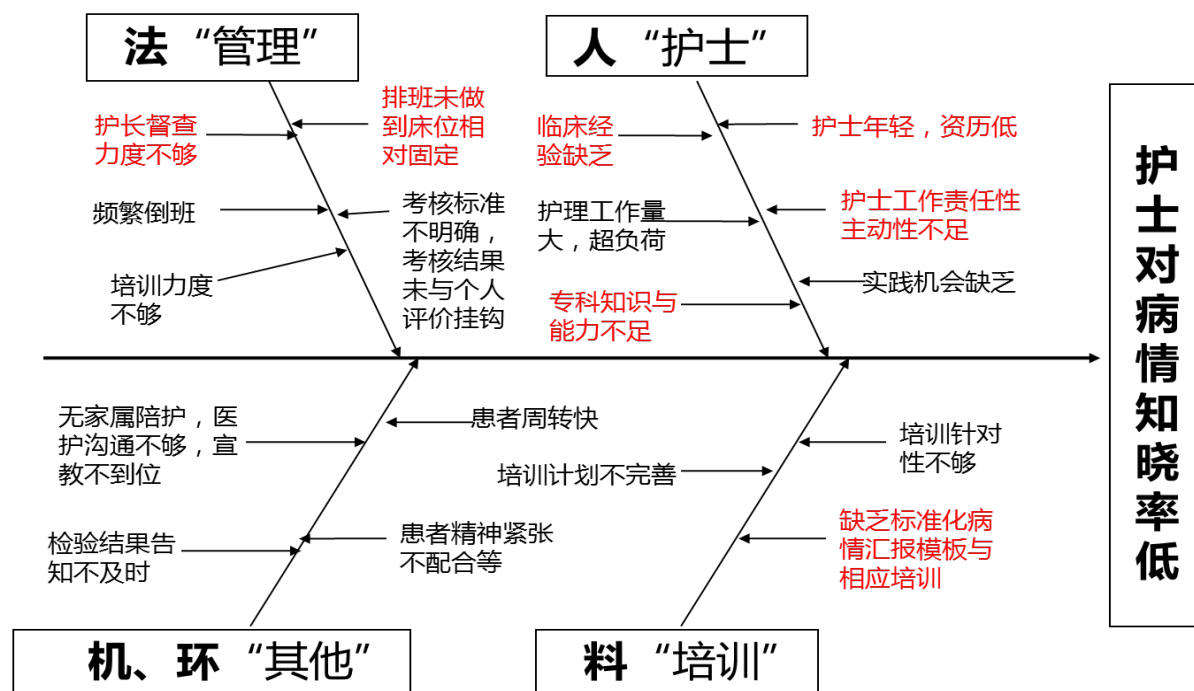 法 “管理”
人 “护士”
护长督查
力度不够
排班未做
到床位相
对固定
频繁倒班
考核标准
不明确，
考核结果
未与个人
评价挂钩
培训力度
不够
临床经
验缺乏
护士年轻，资历低
护理工作量
大，超负荷
护士工作责任性
主动性不足
专科知识与
能力不足
实践机会缺乏
护士对病情知晓率低
无家属陪护，医
护沟通不够，宣
教不到位
患者周转快
检验结果告
知不及时
患者精神紧张
不配合等
培训计划不完善
培训针对
性不够
缺乏标准化病
情汇报模板与
相应培训
机、环 “其他”
料 “培训”